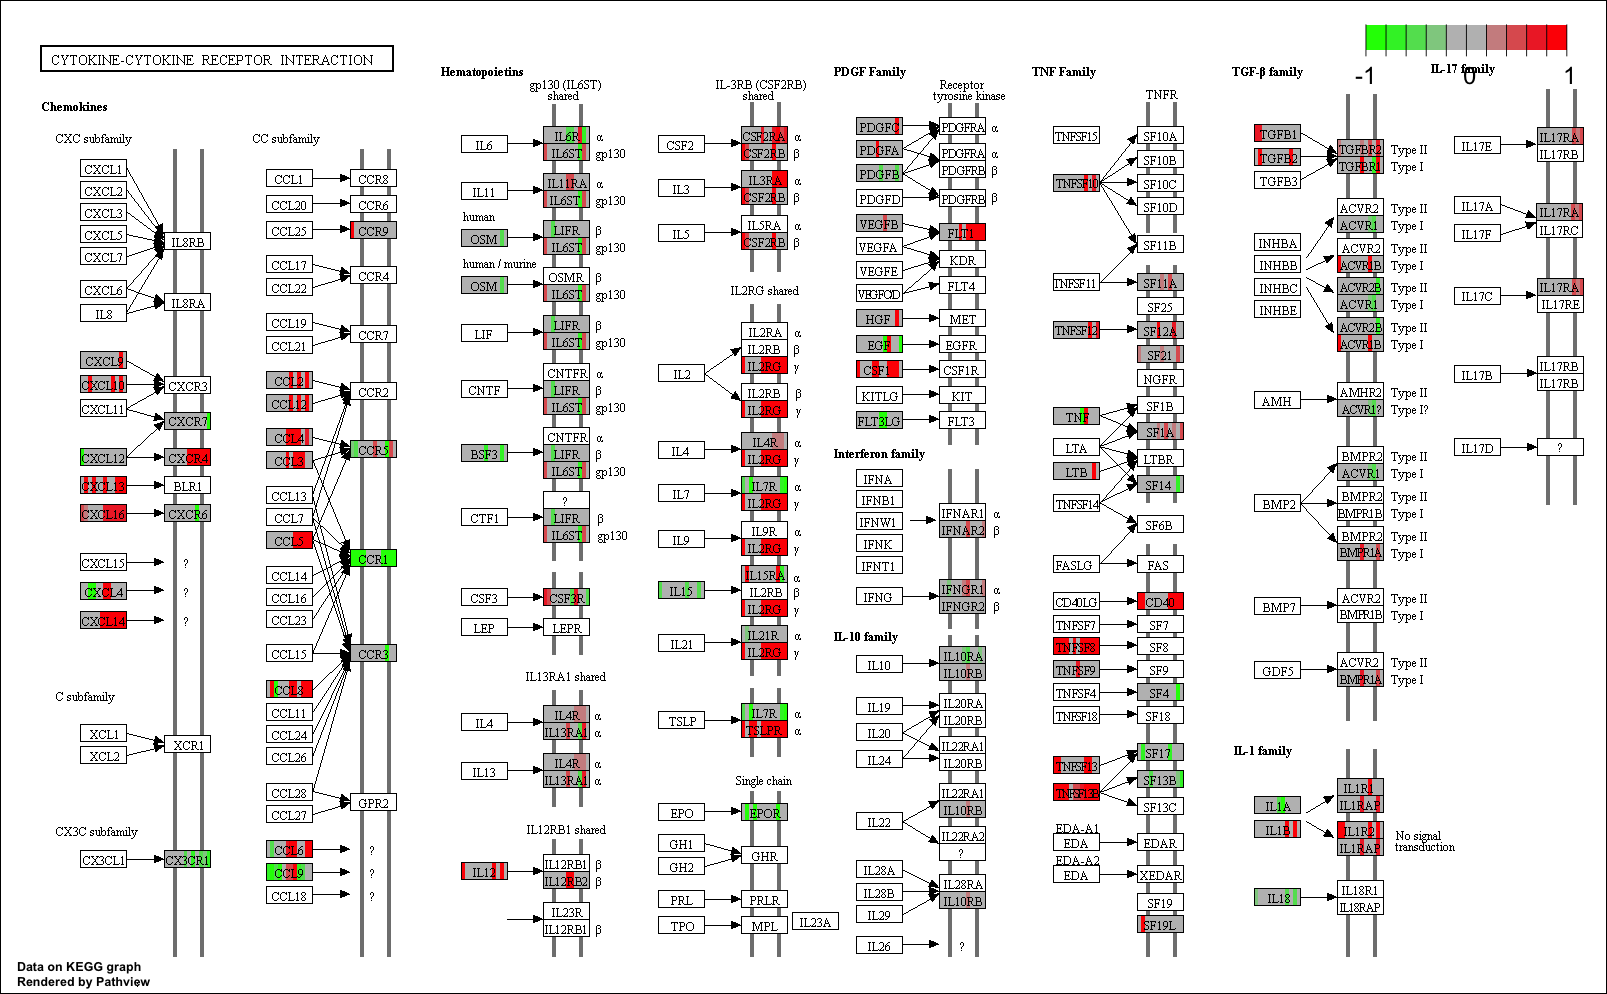 CYTOKINE-CYTOKINE RECEPTOR INTERACTION
-1
0
1
Chemokines
CXC subfamily
CXCL1
CXCL2
CXCL3
CXCL5
CXCL7
CXCL6
IL8
IL8RB
IL8RA
CXCL9
CXCL10
CXCL11
CXCL12
CXCL13
CXCL16
CXCR3
CXCR7
CXCR4
BLR1
CXCR6
CXCL15
?
CXCL4
?
CXCL14
?
C subfamily
XCL1
XCL2
XCR1
CX3C subfamily
CX3CL1
CX3CR1
CC subfamily
CCL1
CCR8
CCL20
CCR6
CCL25
CCR9
CCL17
CCL22
CCR4
CCL19
CCL21
CCR7
CCL2
CCL12
CCR2
CCL4
CCL3
CCR5
CCL13
CCL7
CCL5
CCR1
CCL14
CCL16
CCL23
CCL15
CCR3
CCL8
CCL11
CCL24
CCL26
CCL28
CCL27
GPR2
CCL6
?
CCL9
?
CCL18
?
Hematopoietins
gp130 (IL6ST)
shared
IL6
IL6R α
IL6ST gp130
IL11
IL11RA α
IL6ST gp130
human
OSM
LIFR β
IL6ST gp130
human / murine
OSM
OSMR β
IL6ST gp130
LIF
LIFR β
IL6ST gp130
CNTF
CNTFR α
LIFR β
IL6ST gp130
BSF3
CNTFR α
LIFR β
IL6ST gp130
CTF1
?
LIFR β
IL6ST gp130
CSF3
CSF3R
LEP
LEPR
IL13RA1 shared
IL4
IL4R α
IL13RA1 α
IL13
IL4R α
IL13RA1 α
IL12RB1 shared
IL12
IL12RB1 β
IL12RB2 β
IL23R
IL12RB1 β
IL-3RB (CSF2RB)
shared
CSF2
CSF2RA α
CSF2RB β
IL3
IL3RA α
CSF2RB β
IL5
IL5RA α
CSF2RB β
IL2RG shared
IL2
IL2RA α
IL2RB β
IL2RG γ
IL2RB β
IL2RG γ
IL4
IL4R α
IL2RG γ
IL7
IL7R α
IL2RG γ
IL9
IL9R α
IL2RG γ
IL15
IL15RA α
IL2RB β
IL2RG γ
IL21
IL21R α
IL2RG γ
TSLP
IL7R α
TSLPR α
Single chain
EPO
EPOR
GH1
GH2
GHR
PRL
PRLR
TPO
MPL
IL23A
PDGF Family
Receptor
tyrosine kinase
PDGFC
PDGFA
PDGFB
PDGFD
PDGFRA α
PDGFRA α
PDGFRB β
PDGFRB β
VEGFB
VEGFA
VEGFE
VEGFC/D
FLT1
KDR
FLT4
HGF
MET
EGF
EGFR
CSF1
CSF1R
KITLG
KIT
FLT3LG
FLT3
Interferon family
IFNA
IFNB1
IFNW1
IFNK
IFNT1
IFNAR1 α
IFNAR2 β
IFNG
IFNGR1 α
IFNGR2 β
IL-10 family
IL10
IL10RA
IL10RB
IL19
IL20
IL24
IL20RA
IL20RB
IL22RA1
IL20RB
IL22
IL22RA1
IL10RB
IL22RA2
?
IL28A
IL28B
IL29
IL28RA
IL10RB
IL26
?
TNF Family
TNFR
TNFSF15
SF10A
SF10B
TNFSF10
SF10C
SF10D
SF11B
TNFSF11
SF11A
SF25
TNFSF12
SF12A
SF21
NGFR
TNF
SF1B
SF1A
LTA
LTB
LTBR
TNFSF14
SF14
SF6B
FASLG
FAS
CD40LG
CD40
TNFSF7
SF7
TNFSF8
SF8
TNFSF9
SF9
TNFSF4
SF4
TNFSF18
SF18
TNFSF13
SF17
SF13B
SF13C
EDA-A1
EDA
EDAR
EDA-A2
EDA
XEDAR
SF19
SF19L
TGF-β family
TGFB1
TGFB2
TGFB3
TGFBR2 Type II
TGFBR1 Type I
INHBA
INHBB
INHBC
INHBE
ACVR2 Type II
ACVR1 Type I
ACVR2 Type II
ACVR1B Type I
ACVR2B Type II
ACVR1 Type I
ACVR2B Type II
ACVR1B Type I
AMH
AMHR2 Type II
ACVR1? Type I?
BMP2
BMPR2 Type II
ACVR1 Type I
BMPR2 Type II
BMPR1B Type I
BMPR2 Type II
BMPR1A Type I
BMP7
ACVR2 Type II
BMPR1B Type I
GDF5
ACVR2 Type II
BMPR1A Type I
IL-1 family
IL1A
IL1B
IL1R1
IL1RAP
IL1R2
IL1RAP
No signal
transduction
IL18
IL18R1
IL18RAP
IL-17 family
IL17E
IL17RA
IL17RB
IL17A
IL17F
IL17RA
IL17RC
IL17C
IL17RA
IL17RE
IL17B
IL17RB
IL17RB
IL17D
?
Data on KEGG graph
Rendered by Pathview